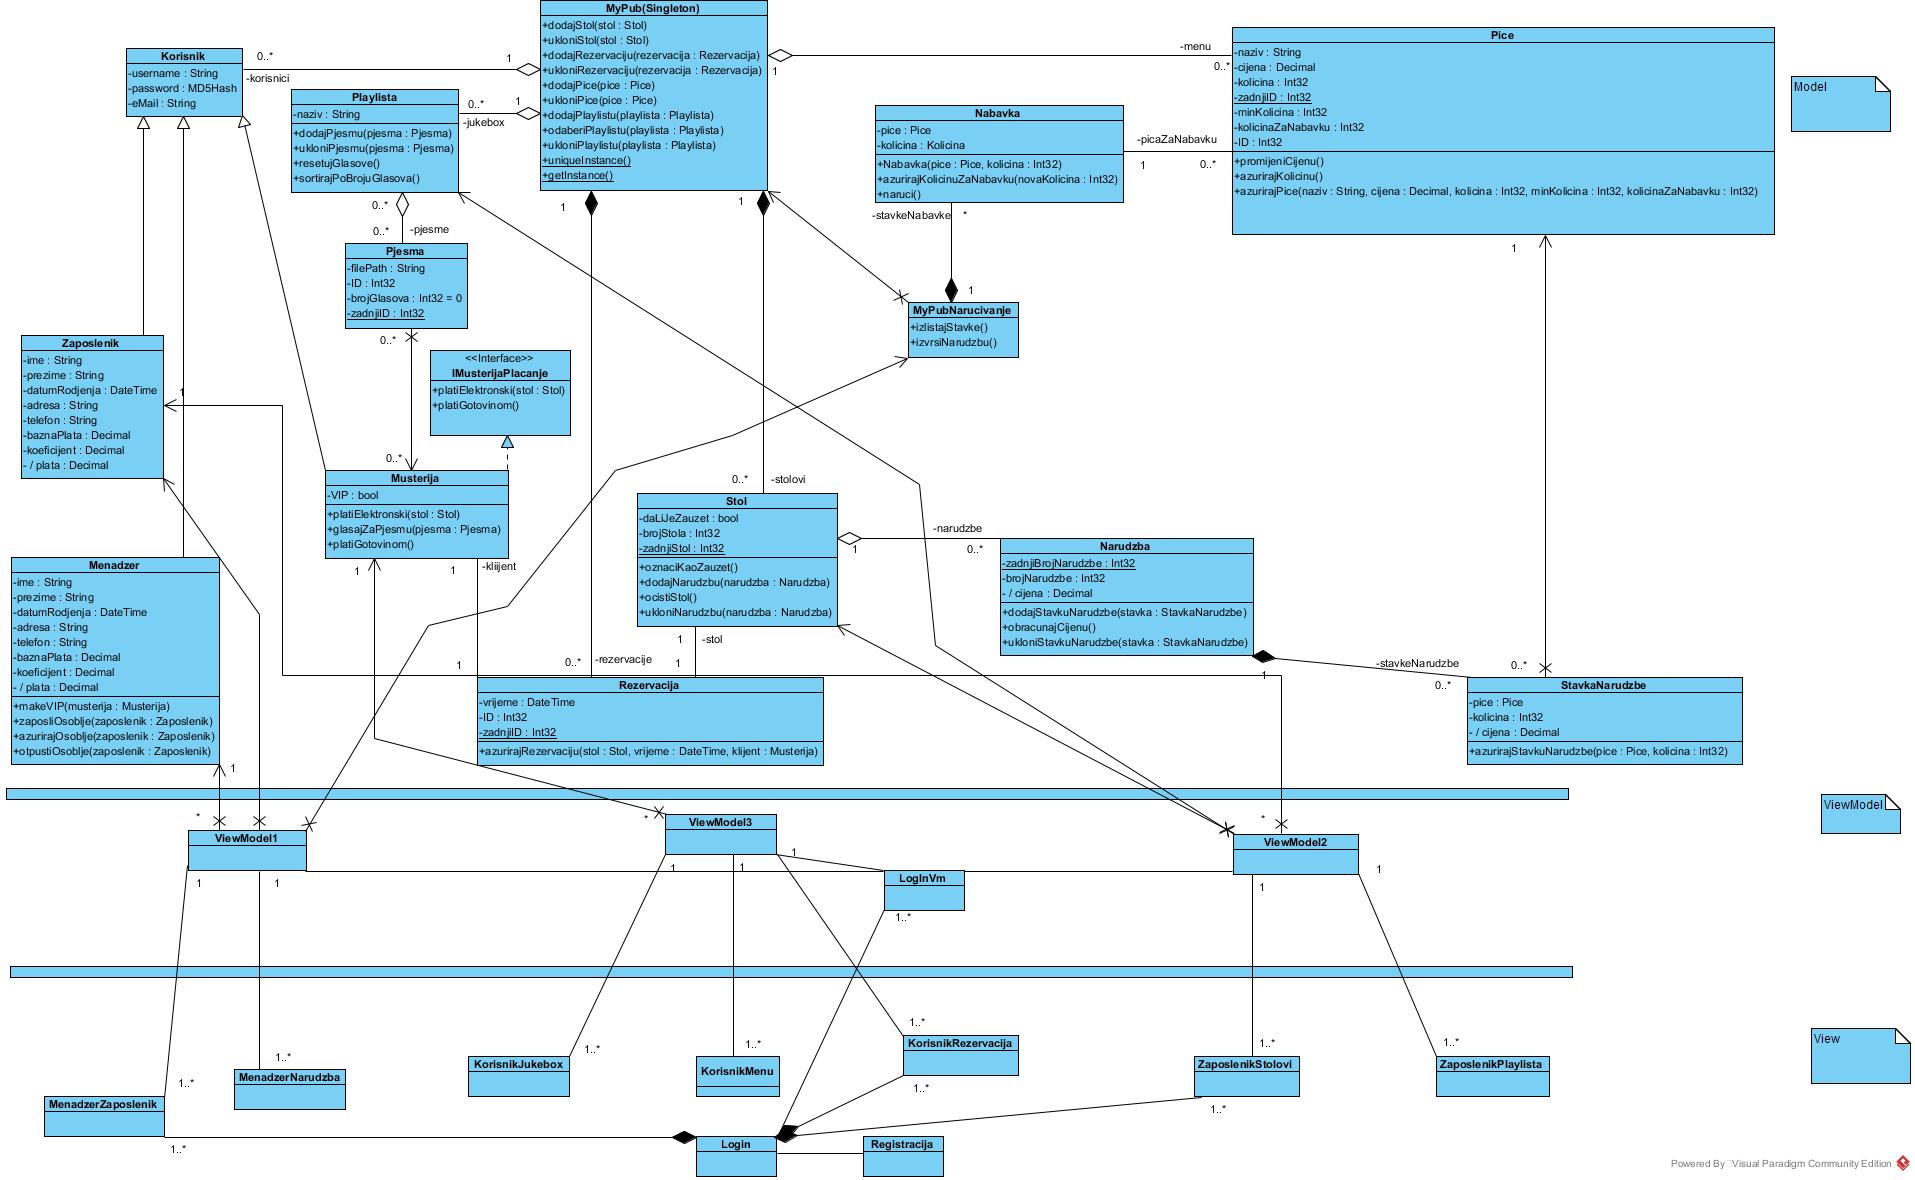 MyPub(Singleton)
+dodajStol(stol : Stol)
+ukloniStol(stol : Stol)
+dodajRezervaciju(rezervacija : Rezervacija)
+ukloniRezervaciju(rezervacija : Rezervacija)
+dodajPice(pice : Pice)
+ukloniPice(pice : Pice)
+dodajPlaylistu(playlista : Playlista)
+odaberiPlaylistu(playlista : Playlista)
+ukloniPlaylistu(playlista : Playlista)
+uniqueInstance()
+getInstance()
Korisnik
-username : String
-password : MD5Hash
-eMail : String
0..*
1
-korisnici
Playlista
-naziv : String
+dodajPjesmu(pjesma : Pjesma)
+ukloniPjesmu(pjesma : Pjesma)
+resetujGlasove()
+sortirajPoBrojuGlasova()
0..*
1
-jukebox
1
-menu
0..*
Pice
-naziv : String
-cijena : Decimal
-kolicina : Int32
-zadnjiID : Int32
-minKolicina : Int32
-kolicinaZaNabavku : Int32
-ID : Int32
+promijeniCijenu()
+azurirajKolicinu()
+azurirajPice(naziv : String, cijena : Decimal, kolicina : Int32, minKolicina : Int32, kolicinaZaNabavku : Int32)
Model
Nabavka
-pice : Pice
-kolicina : Kolicina
+Nabavka(pice : Pice, kolicina : Int32)
+azurirajKolicinuZaNabavku(novaKolicina : Int32)
+naruci()
-picaZaNabavku
1
0..*
-stavkeNabavke
*
1
0..*
0..*
-pjesme
1
1
1
Pjesma
-filePath : String
-ID : Int32
-brojGlasova : Int32 = 0
-zadnjiID : Int32
0..*
0..*
MyPubNarucivanje
+izlistajStavke()
+izvrsiNarudzbu()
Zaposlenik
-ime : String
-prezime : String
-datumRodjenja : DateTime
-adresa : String
-telefon : String
-baznaPlata : Decimal
-koeficijent : Decimal
- / plata : Decimal
1
<<Interface>>
IMusterijaPlacanje
+platiElektronski(stol : Stol)
+platiGotovinom()
Musterija
-VIP : bool
+platiElektronski(stol : Stol)
+glasajZaPjesmu(pjesma : Pjesma)
+platiGotovinom()
1
1
-klijent
1
0..*
-stolovi
Stol
-daLiJeZauzet : bool
-brojStola : Int32
-zadnjiStol : Int32
+oznaciKaoZauzet()
+dodajNarudzbu(narudzba : Narudzba)
+ocistiStol()
+ukloniNarudzbu(narudzba : Narudzba)
1
-narudzbe
0..*
Narudzba
-zadnjiBrojNarudzbe : Int32
-brojNarudzbe : Int32
- / cijena : Decimal
+dodajStavkuNarudzbe(stavka : StavkaNarudzbe)
+obracunajCijenu()
+ukloniStavkuNarudzbe(stavka : StavkaNarudzbe)
Menadzer
-ime : String
-prezime : String
-datumRodjenja : DateTime
-adresa : String
-telefon : String
-baznaPlata : Decimal
-koeficijent : Decimal
- / plata : Decimal
+makeVIP(musterija : Musterija)
+zaposliOsoblje(zaposlenik : Zaposlenik)
+azurirajOsoblje(zaposlenik : Zaposlenik)
+otpustiOsoblje(zaposlenik : Zaposlenik)
1
-stol
1
0..*
-rezervacije
1
-stavkeNarudzbe
0..*
0..*
Rezervacija
-vrijeme : DateTime
-ID : Int32
-zadnjiID : Int32
+azurirajRezervaciju(stol : Stol, vrijeme : DateTime, klijent : Musterija)
StavkaNarudzbe
-pice : Pice
-kolicina : Int32
- / cijena : Decimal
+azurirajStavkuNarudzbe(pice : Pice, kolicina : Int32)
1
*
*
*
ViewModel
ViewModel1
ViewModel3
ViewModel2
1
1
1
1
1
1
1
LogInVm
1..*
View
1..*
1..*
1..*
1..*
1..*
1..*
1..*
MenadzerZaposlenik
MenadzerNarudzba
KorisnikJukebox
KorisnikMenu
KorisnikRezervacija
ZaposlenikStolovi
ZaposlenikPlaylista
1..*
1..*
1..*
Login
Registracija
Powered By Visual Paradigm Community Edition